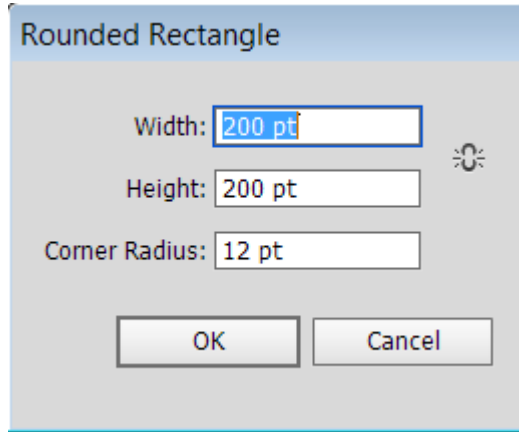 Rounded Rectangle
Width: 200 pt
Height: 200 pt
Corner Radius: 12 pt
OK Cancel